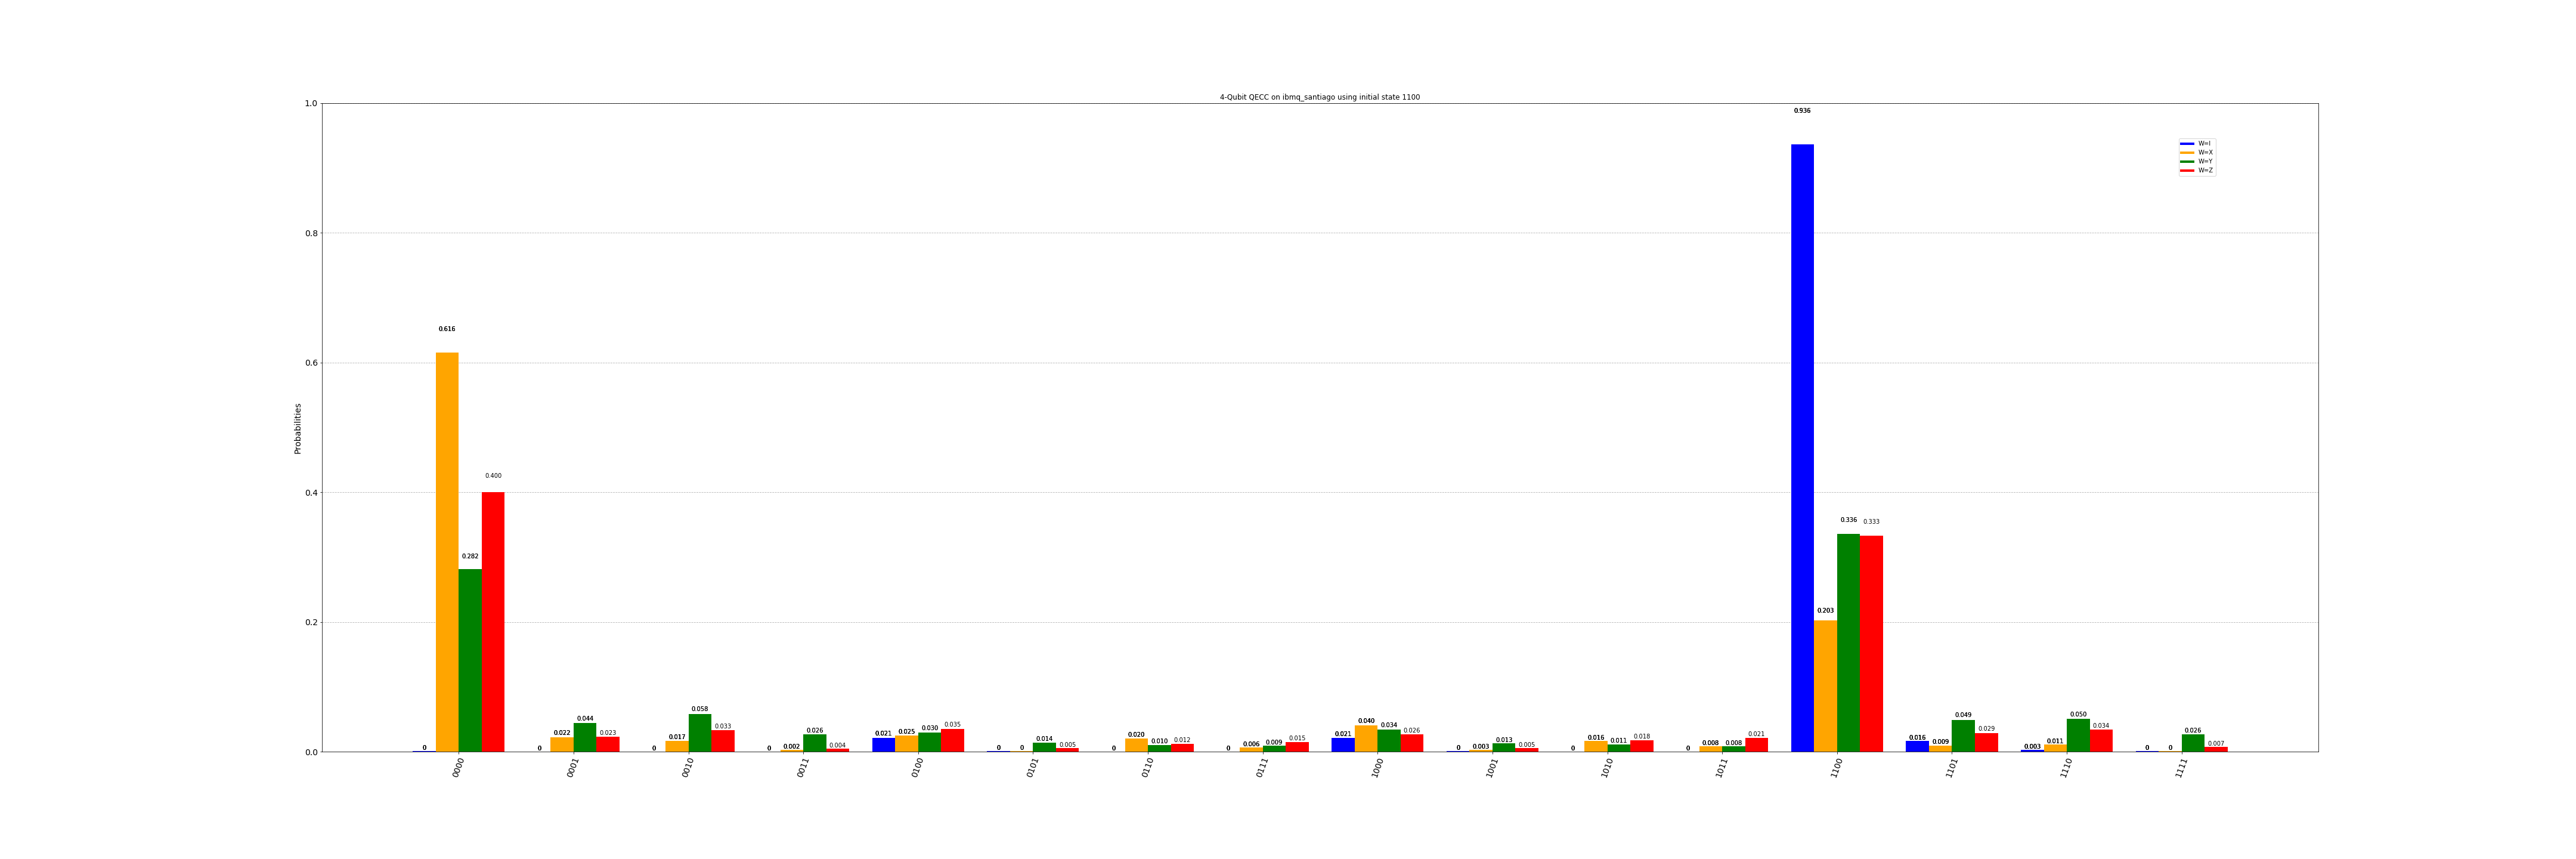 4-Qubit QECC on ibmq_santiago using initial state 1100
1.0
0.8
0.6
0.4
0.2
0.0
Probabilities
W=I
W=X
W=Y
W=Z
0 0.616 0.282 0.400
0 0.022 0.044 0.023
0 0.017 0.058 0.033
0 0.002 0.026 0.004
0.021 0.025 0.030 0.035
0 0 0.014 0.005
0 0.020 0.010 0.012
0 0.006 0.009 0.015
0.021 0.040 0.034 0.026
0 0.003 0.013 0.005
0 0.016 0.011 0.018
0 0.008 0.008 0.021
0.936 0.203 0.336 0.333
0.016 0.009 0.049 0.029
0.003 0.011 0.050 0.034
0 0 0.026 0.007
0000
0001
0010
0011
0100
0101
0110
0111
1000
1001
1010
1011
1100
1101
1110
1111